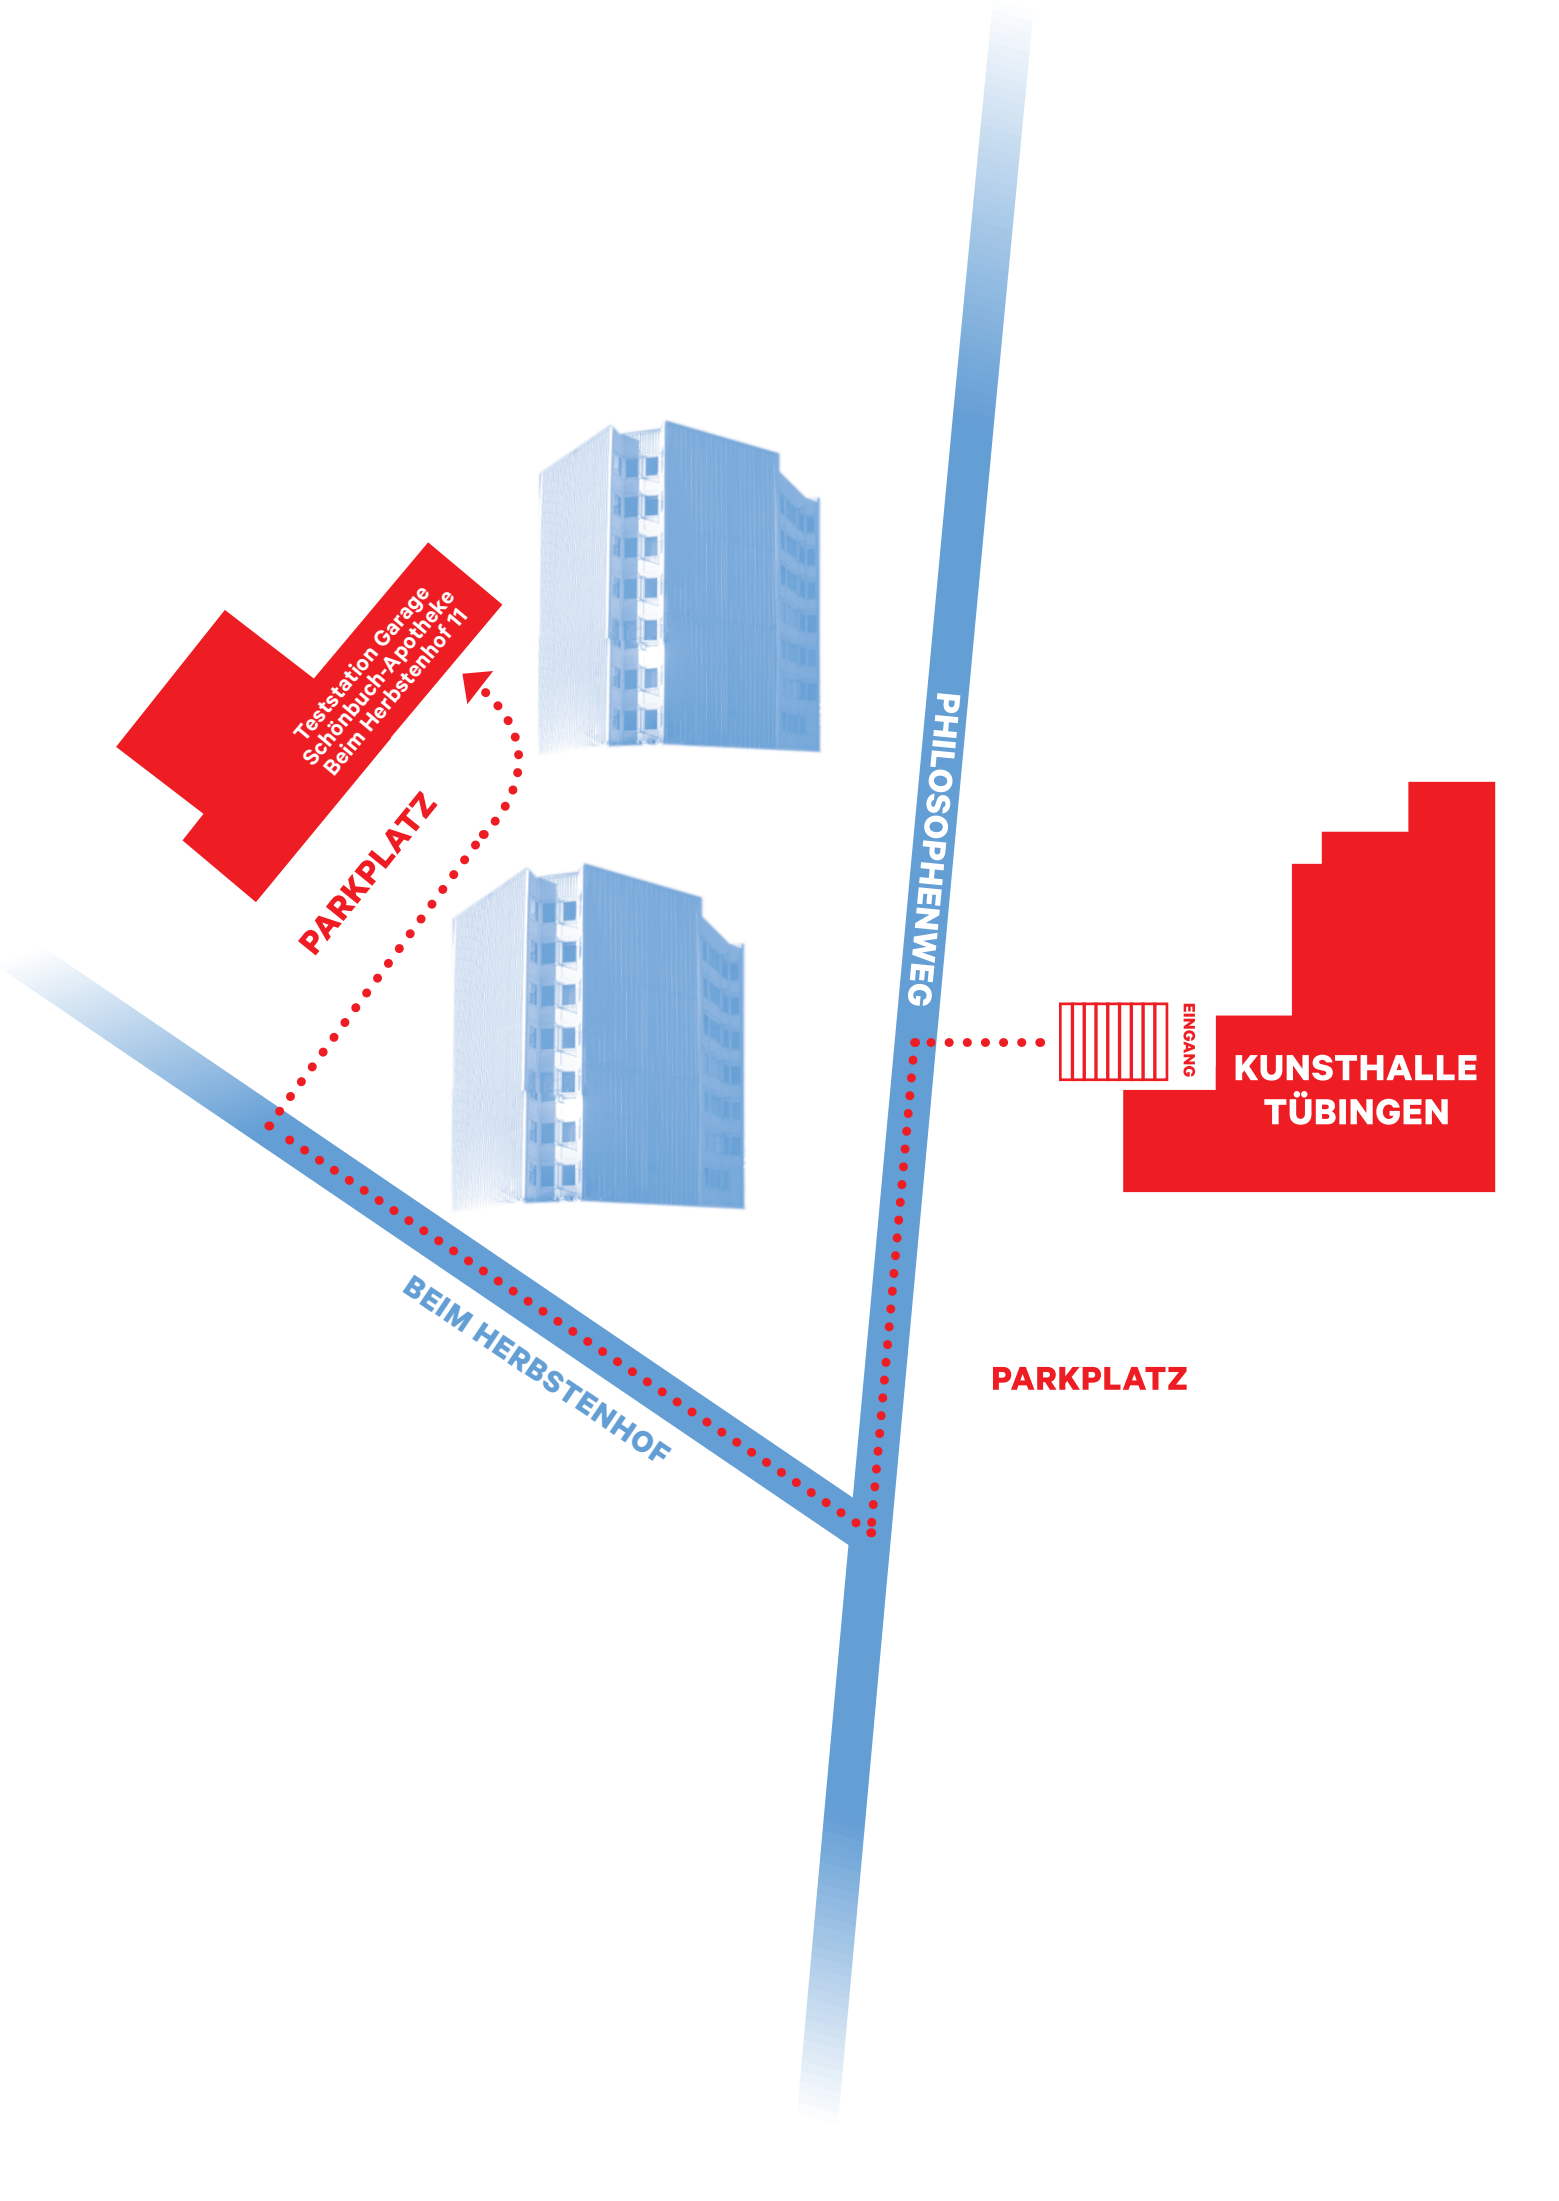 Teststation Garage
Schönbuch-Apotheke
Beim Herbstenhof 11
PARKPLATZ
PHILOSOPHENWEG
EINGANG
KUNSTHALLE
TÜBINGEN
BEIM HERBSTENHOF
PARKPLATZ